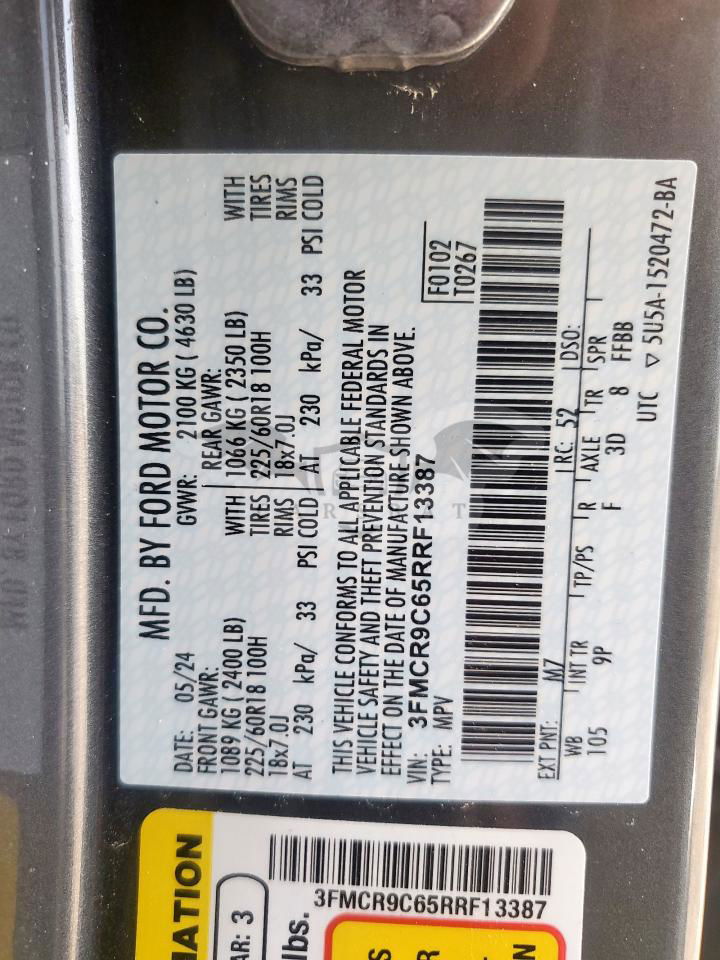 MFD. BY FORD MOTOR CO.
DATE: 05/24 GVWR: 2100 KG ( 4630 LB)
FRONT GAWR: REAR GAWR:
1089 KG ( 2400 LB) WITH 1066 KG ( 2350 LB) WITH
225/60R18 100H TIRES 225/60R18 100H TIRES
18x7.0J RIMS 18x7.0J RIMS
AT 230 kPa/ 33 PSI COLD AT 230 kPa/ 33 PSI COLD
THIS VEHICLE CONFORMS TO ALL APPLICABLE FEDERAL MOTOR
VEHICLE SAFETY AND THEFT PREVENTION STANDARDS IN
EFFECT ON THE DATE OF MANUFACTURE SHOWN ABOVE.
VIN: 3FMCR9C65RRF13387
TYPE: MPV
F0102
T0267
EXT PNT: M7 RC: 52 DSO:
WB INT TR TP/PS R AXLE TR SPR
105 9P F 3D 8 FFBB
UTC ▽ 5U5A-1520472-BA
MATION
AR: 3
lbs.
3FMCR9C65RRF13387